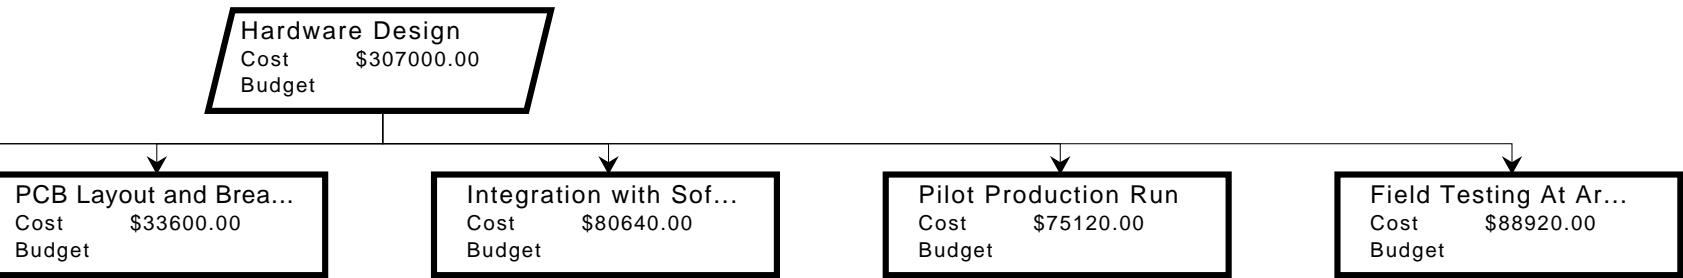 Hardware Design
Cost $307000.00
Budget
PCB Layout and Brea...
Cost $33600.00
Budget
Integration with Sof...
Cost $80640.00
Budget
Pilot Production Run
Cost $75120.00
Budget
Field Testing At Ar...
Cost $88920.00
Budget